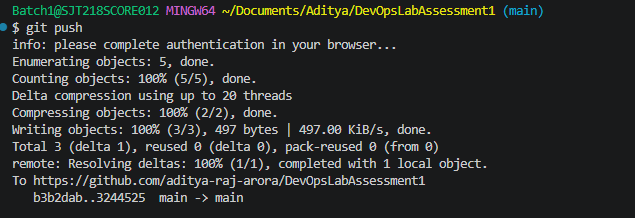 Batch1@SJT218SCORE012 MINGW64 ~/Documents/Aditya/DevOpsLabAssessment1 (main)
$ git push
info: please complete authentication in your browser...
Enumerating objects: 5, done.
Counting objects: 100% (5/5), done.
Delta compression using up to 20 threads
Compressing objects: 100% (2/2), done.
Writing objects: 100% (3/3), 497 bytes | 497.00 KiB/s, done.
Total 3 (delta 1), reused 0 (delta 0), pack-reused 0 (from 0)
remote: Resolving deltas: 100% (1/1), completed with 1 local object.
To https://github.com/aditya-raj-arora/DevOpsLabAssessment1
   b3b2dab..3244525  main -> main